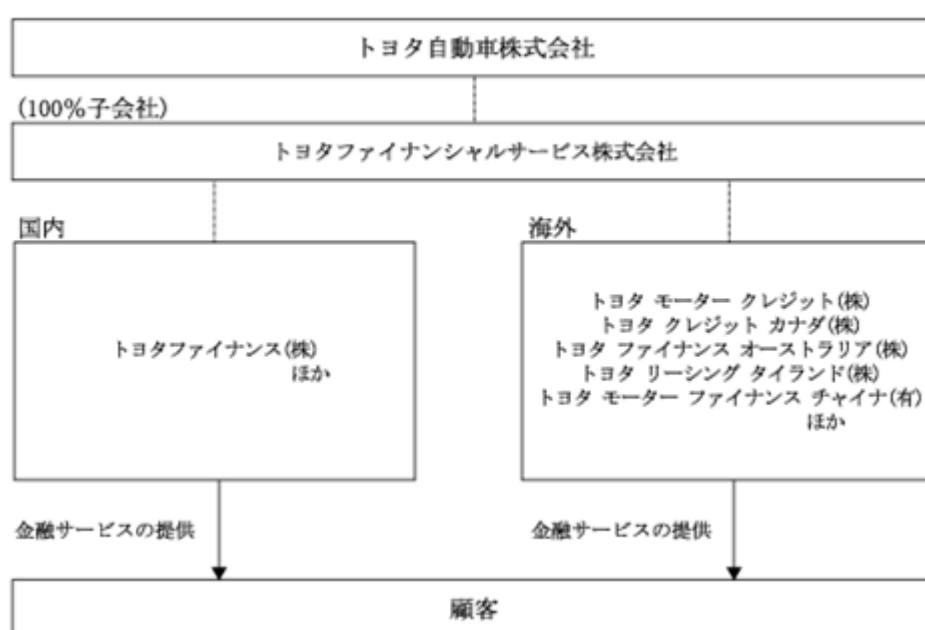 トヨタ自動車株式会社
(100%子会社)
トヨタファイナンシャルサービス株式会社
国内
海外
トヨタファイナンス(株)
ほか
トヨタ モーター クレジット(株)
トヨタ クレジット カナダ(株)
トヨタ ファイナンス オーストラリア(株)
トヨタ リーシング タイランド(株)
トヨタ モーター ファイナンス チャイナ(有)
ほか
金融サービスの提供
金融サービスの提供
顧客